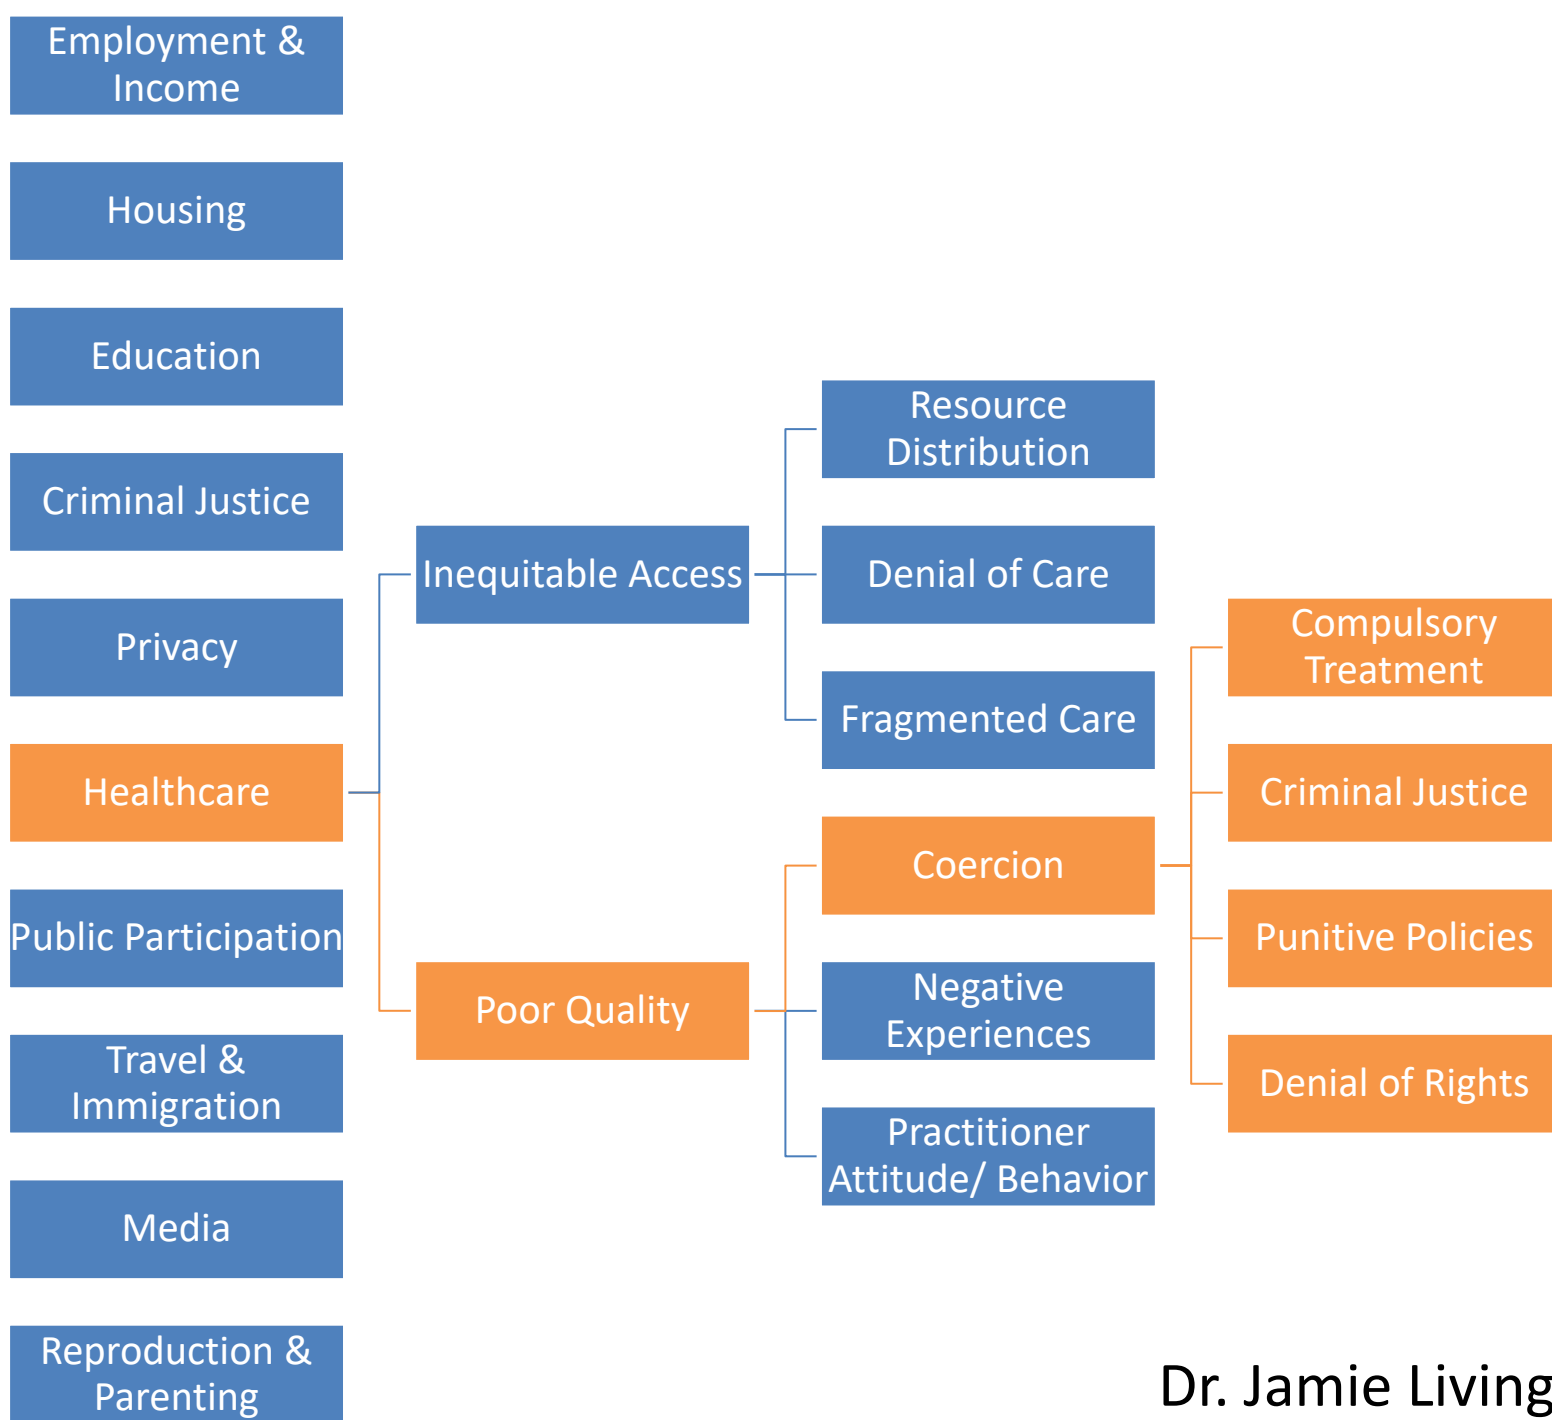 Employment &
Income
Housing
Education
Criminal Justice
Privacy
Healthcare
Public Participation
Travel &
Immigration
Media
Reproduction &
Parenting
Inequitable Access
Poor Quality
Resource
Distribution
Denial of Care
Fragmented Care
Coercion
Negative
Experiences
Practitioner
Attitude/ Behavior
Compulsory
Treatment
Criminal Justice
Punitive Policies
Denial of Rights
Dr. Jamie Living